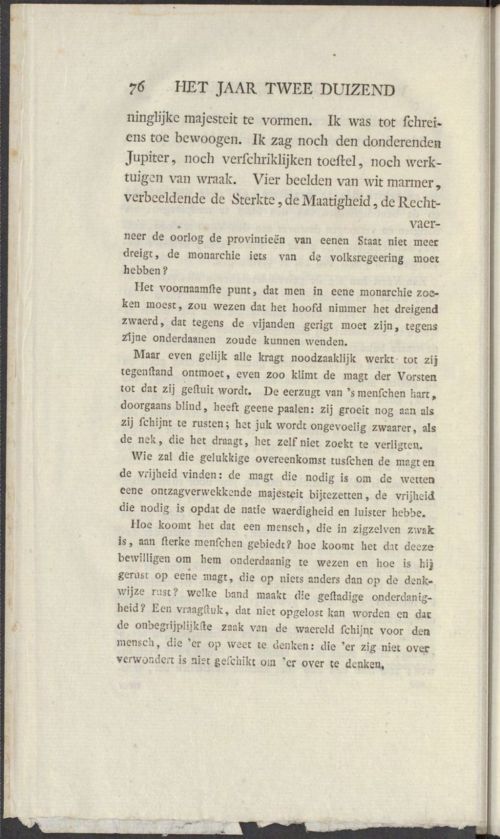 76 HET JAAR TWEE DUIZEND
ninglijke majesteit te vormen. Ik was tot ſchrei-
ens toe bewoogen. Ik zag noch den donderenden
Jupiter, noch verſchriklijken toeſtel, noch werk-
tuigen van wraak. Vier beelden van wit marmer,
verbeeldende de Sterkte, de Maatigheid, de Recht-
vaer-
neer de oorlog de provintieën van eenen Staat niet meer
dreigt, de monarchie iets van de volksregeering moet
hebben?
Het voornaamſte punt, dat men in eene monarchie zoe-
ken moest, zou wezen dat het hoofd nimmer het dreigend
zwaerd, dat tegens de vijanden gerigt moet zijn, tegens
zijne onderdaanen zoude kunnen wenden.
Maar even gelijk alle kragt noodzaaklijk werkt tot zij
tegenſtand ontmoet, even zoo klimt de magt der Vorsten
tot dat zij geſtuit wordt. De eerzugt van 's menſchen hart,
doorgaans blind, heeft geene paalen: zij groeit nog aan als
zij ſchijnt te rusten; het juk wordt ongevoelig zwaarer, als
de nek, die het draagt, het zelf niet zoekt te verligten.
Wie zal die gelukkige overeenkomst tusſchen de magt en
de vrijheid vinden: de magt die nodig is om de wetten
eene ontzagverwekkende majesteit bijtezetten, de vrijheid
die nodig is opdat de natie waerdigheid en luister hebbe.
Hoe koomt het dat een mensch, die in zigzelven zwak
is, aan ſterke menſchen gebiedt? hoe koomt het dat deeze
bewilligen om hem onderdaanig te wezen en hoe is hij
gerust op eene magt, die op niets anders dan op de denk-
wijze rust? welke band maakt die geſtadige onderdanig-
heid? Een vraagſtuk, dat niet opgelost kan worden en dat
de onbegrijplijkſte zaak van de waereld ſchijnt voor den
mensch, die 'er op weet te denken: die 'er zig niet over
verwondert is niet geſchikt om 'er over te denken.